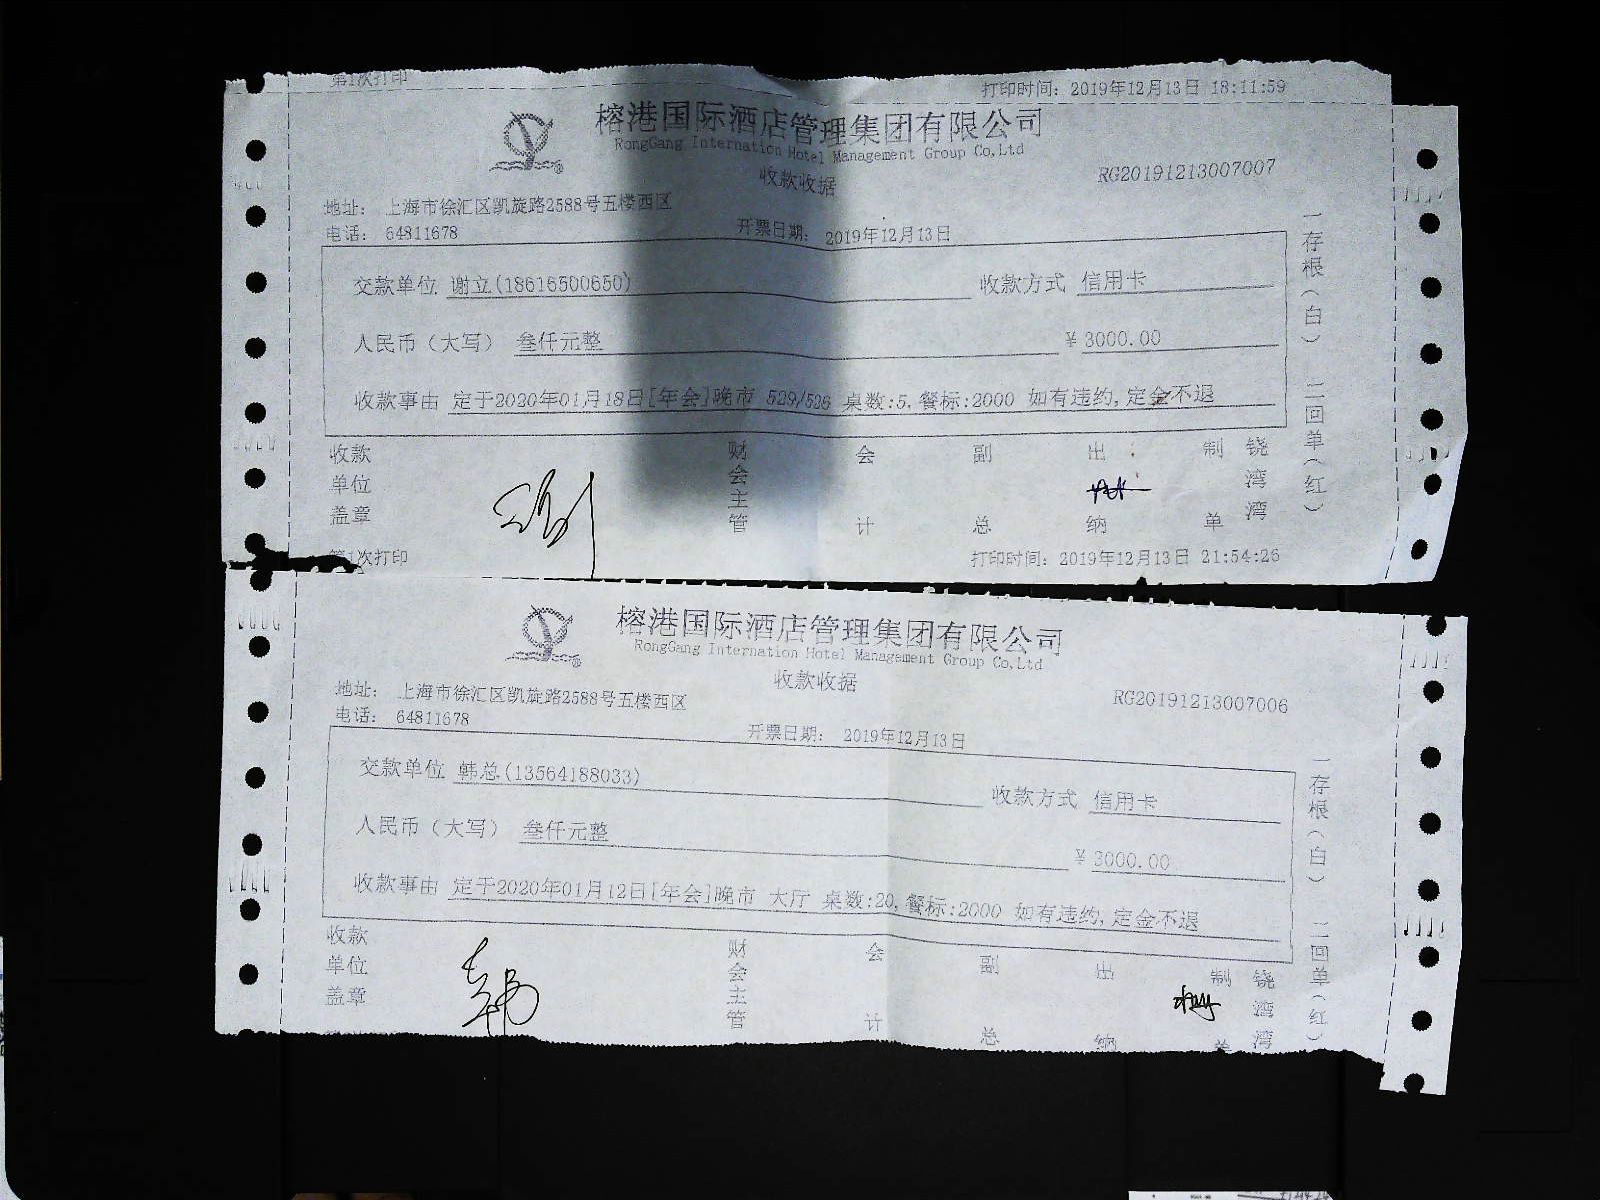 第1次打印
打印时间：2019年12月13日 18:11:59
榕港国际酒店管理集团有限公司
RongGang Internation Hotel Management Group Co,Ltd
收款收据
RG20191213007007
地址： 上海市徐汇区凯旋路2588号五楼西区
电话： 64811678
开票日期： 2019年12月13日
交款单位 谢立(18616500650)
收款方式 信用卡
人民币（大写） 叁仟元整
¥ 3000.00
收款事由 定于2020年01月18日[年会]晚市 529/526 桌数:5,餐标:2000 如有违约,定金不退
一存根（白） 二回单（红）
收款单位盖章
财会主管
会计
副总
出纳
制单
铙湾湾
第1次打印
打印时间：2019年12月13日 21:54:26
榕港国际酒店管理集团有限公司
RongGang Internation Hotel Management Group Co,Ltd
收款收据
RG20191213007006
地址： 上海市徐汇区凯旋路2588号五楼西区
电话： 64811678
开票日期： 2019年12月13日
交款单位 韩总(13564188033)
收款方式 信用卡
人民币（大写） 叁仟元整
¥ 3000.00
收款事由 定于2020年01月12日[年会]晚市 大厅 桌数:20,餐标:2000 如有违约,定金不退
一存根（白） 二回单（红）
收款单位盖章
韩
财会主管
会计
副总
出纳
制单
铙湾湾